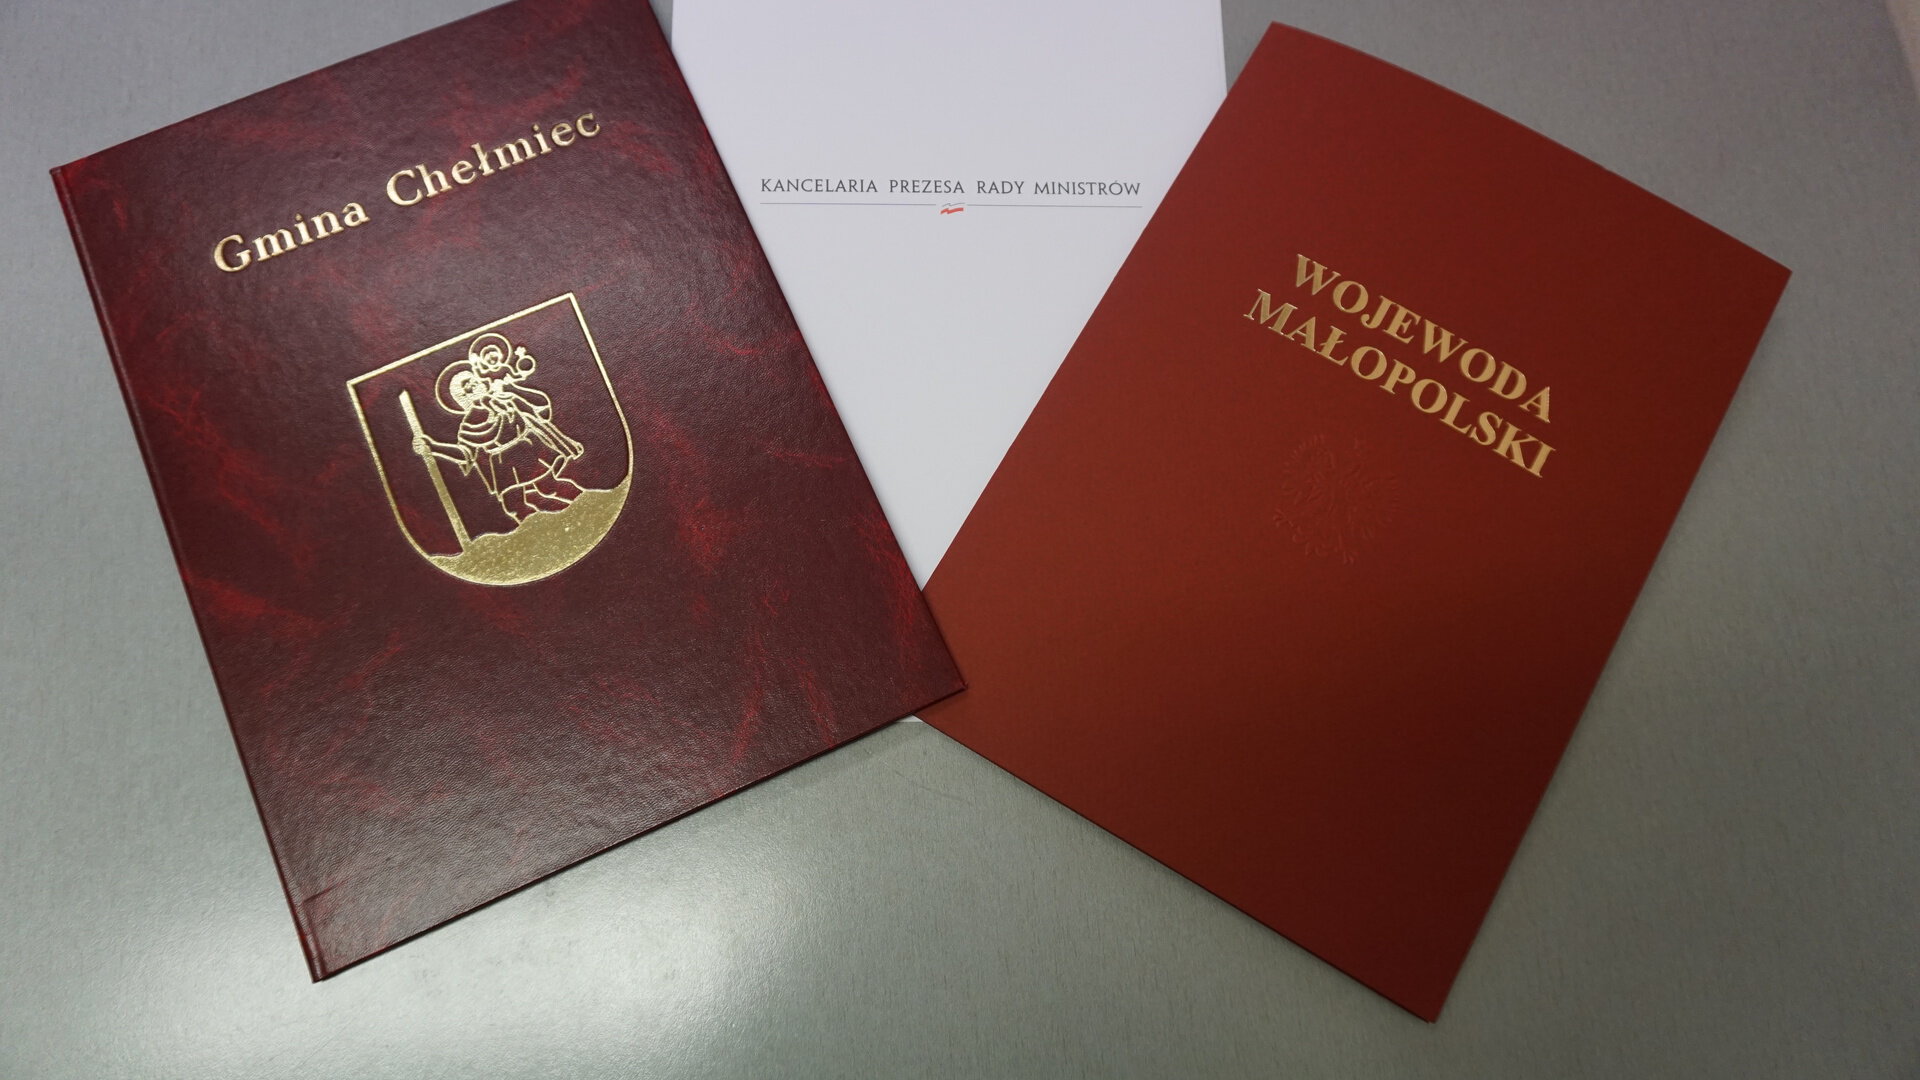 Gmina Chełmiec
KANCELARIA PREZESA RADY MINISTRÓW
WOJEWODA
MAŁOPOLSKI